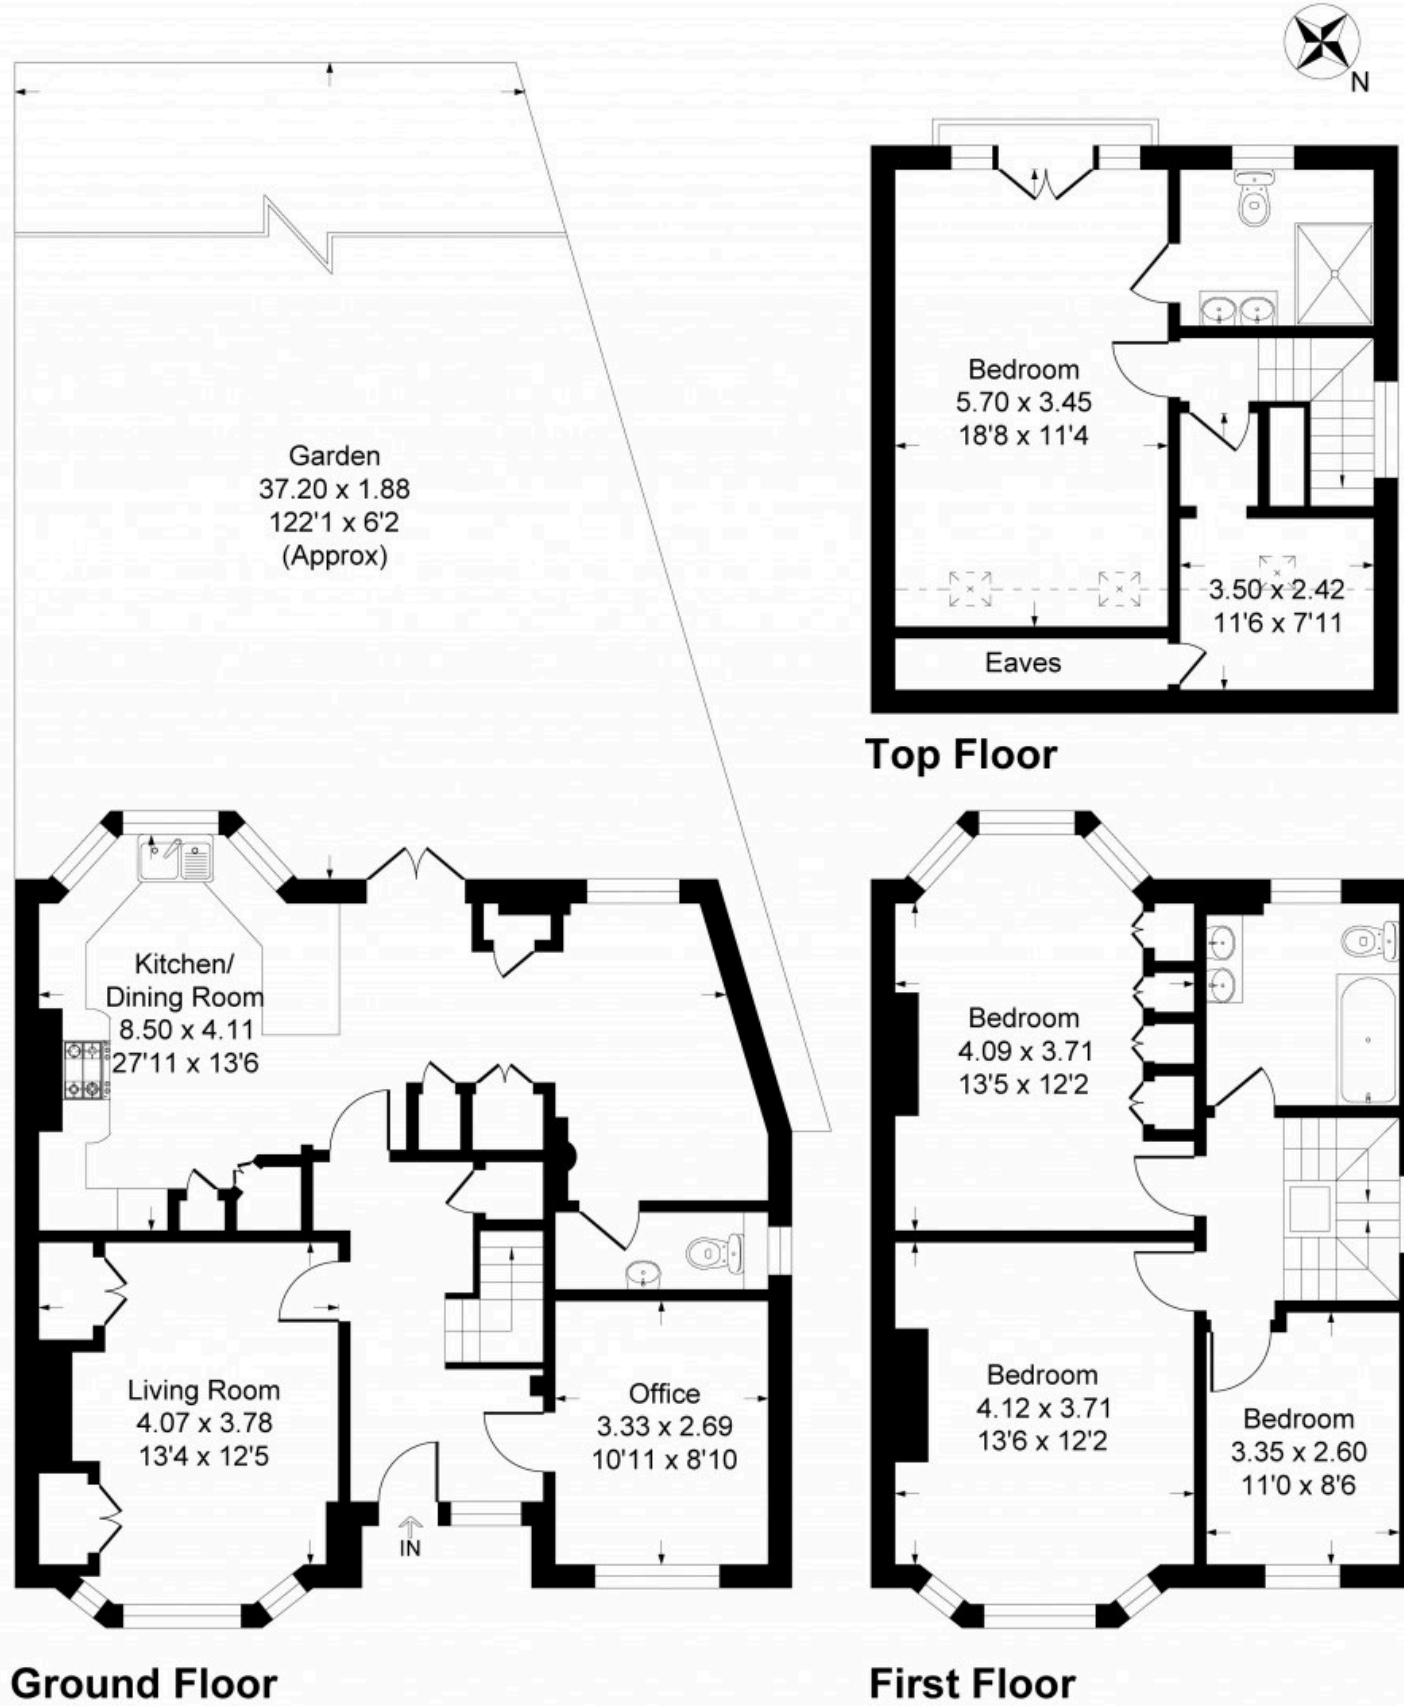 N
Garden
37.20 x 1.88
122'1 x 6'2
(Approx)
Bedroom
5.70 x 3.45
18'8 x 11'4
3.50 x 2.42
11'6 x 7'11
Eaves
Top Floor
Kitchen/
Dining Room
8.50 x 4.11
27'11 x 13'6
Living Room
4.07 x 3.78
13'4 x 12'5
Office
3.33 x 2.69
10'11 x 8'10
IN
Ground Floor
Bedroom
4.09 x 3.71
13'5 x 12'2
Bedroom
4.12 x 3.71
13'6 x 12'2
Bedroom
3.35 x 2.60
11'0 x 8'6
First Floor